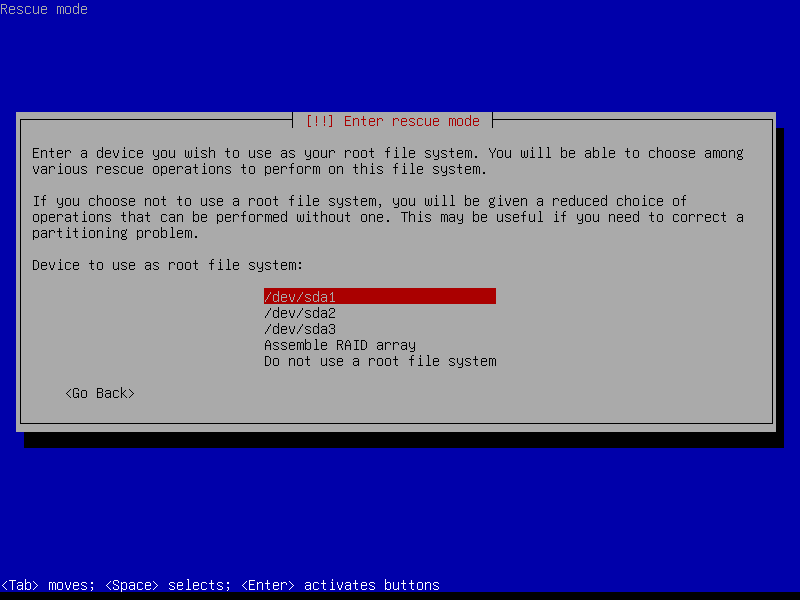 Rescue mode
[!!] Enter rescue mode
Enter a device you wish to use as your root file system. You will be able to choose among
various rescue operations to perform on this file system.
If you choose not to use a root file system, you will be given a reduced choice of
operations that can be performed without one. This may be useful if you need to correct a
partitioning problem.
Device to use as root file system:
/dev/sda1
/dev/sda2
/dev/sda3
Assemble RAID array
Do not use a root file system
<Go Back>
<Tab> moves; <Space> selects; <Enter> activates buttons